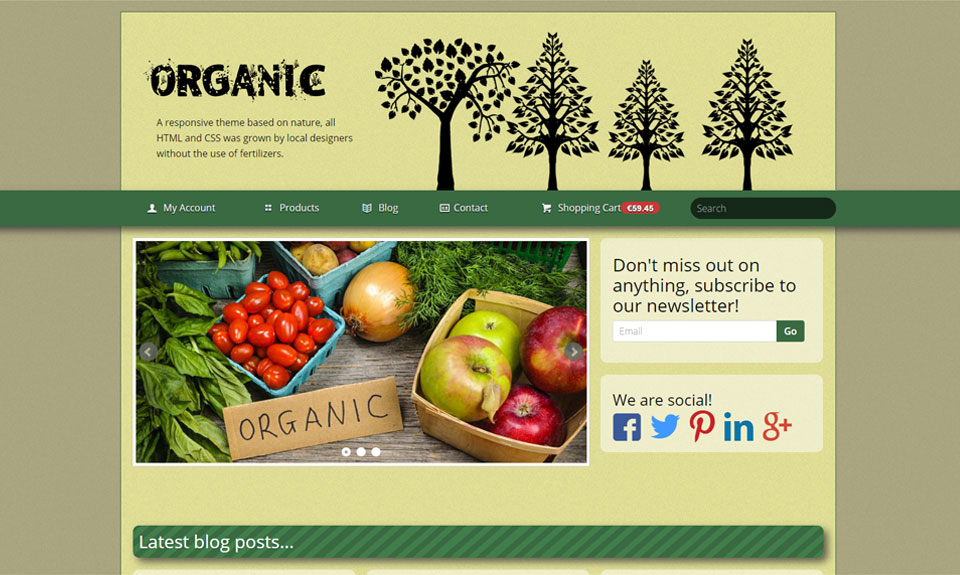 ORGANIC
A responsive theme based on nature, all
HTML and CSS was grown by local designers
without the use of fertilizers.
My Account Products Blog Contact Shopping Cart €59.45 Search
ORGANIC
Don't miss out on
anything, subscribe to
our newsletter!
Email Go
We are social!
Latest blog posts...